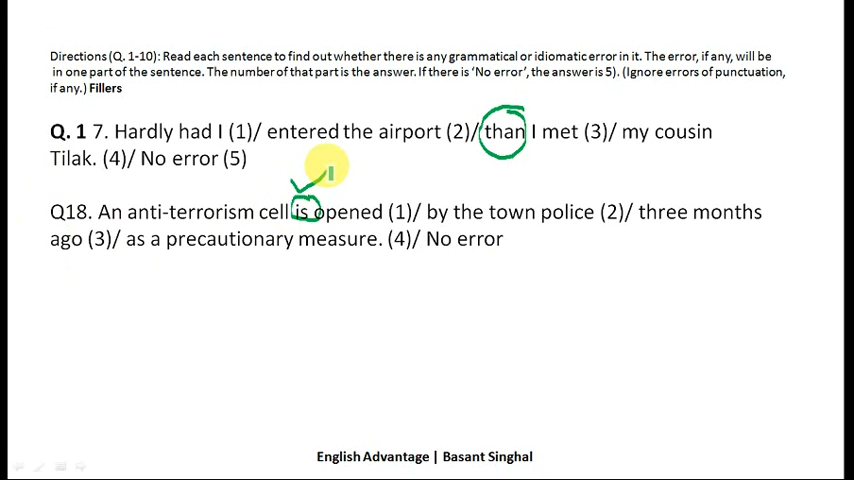 Directions (Q. 1-10): Read each sentence to find out whether there is any grammatical or idiomatic error in it. The error, if any, will be
in one part of the sentence. The number of that part is the answer. If there is 'No error', the answer is 5). (Ignore errors of punctuation,
if any.) Fillers
Q. 1 7. Hardly had I (1)/ entered the airport (2)/ than I met (3)/ my cousin
Tilak. (4)/ No error (5)
Q18. An anti-terrorism cell is opened (1)/ by the town police (2)/ three months
ago (3)/ as a precautionary measure. (4)/ No error
English Advantage | Basant Singhal